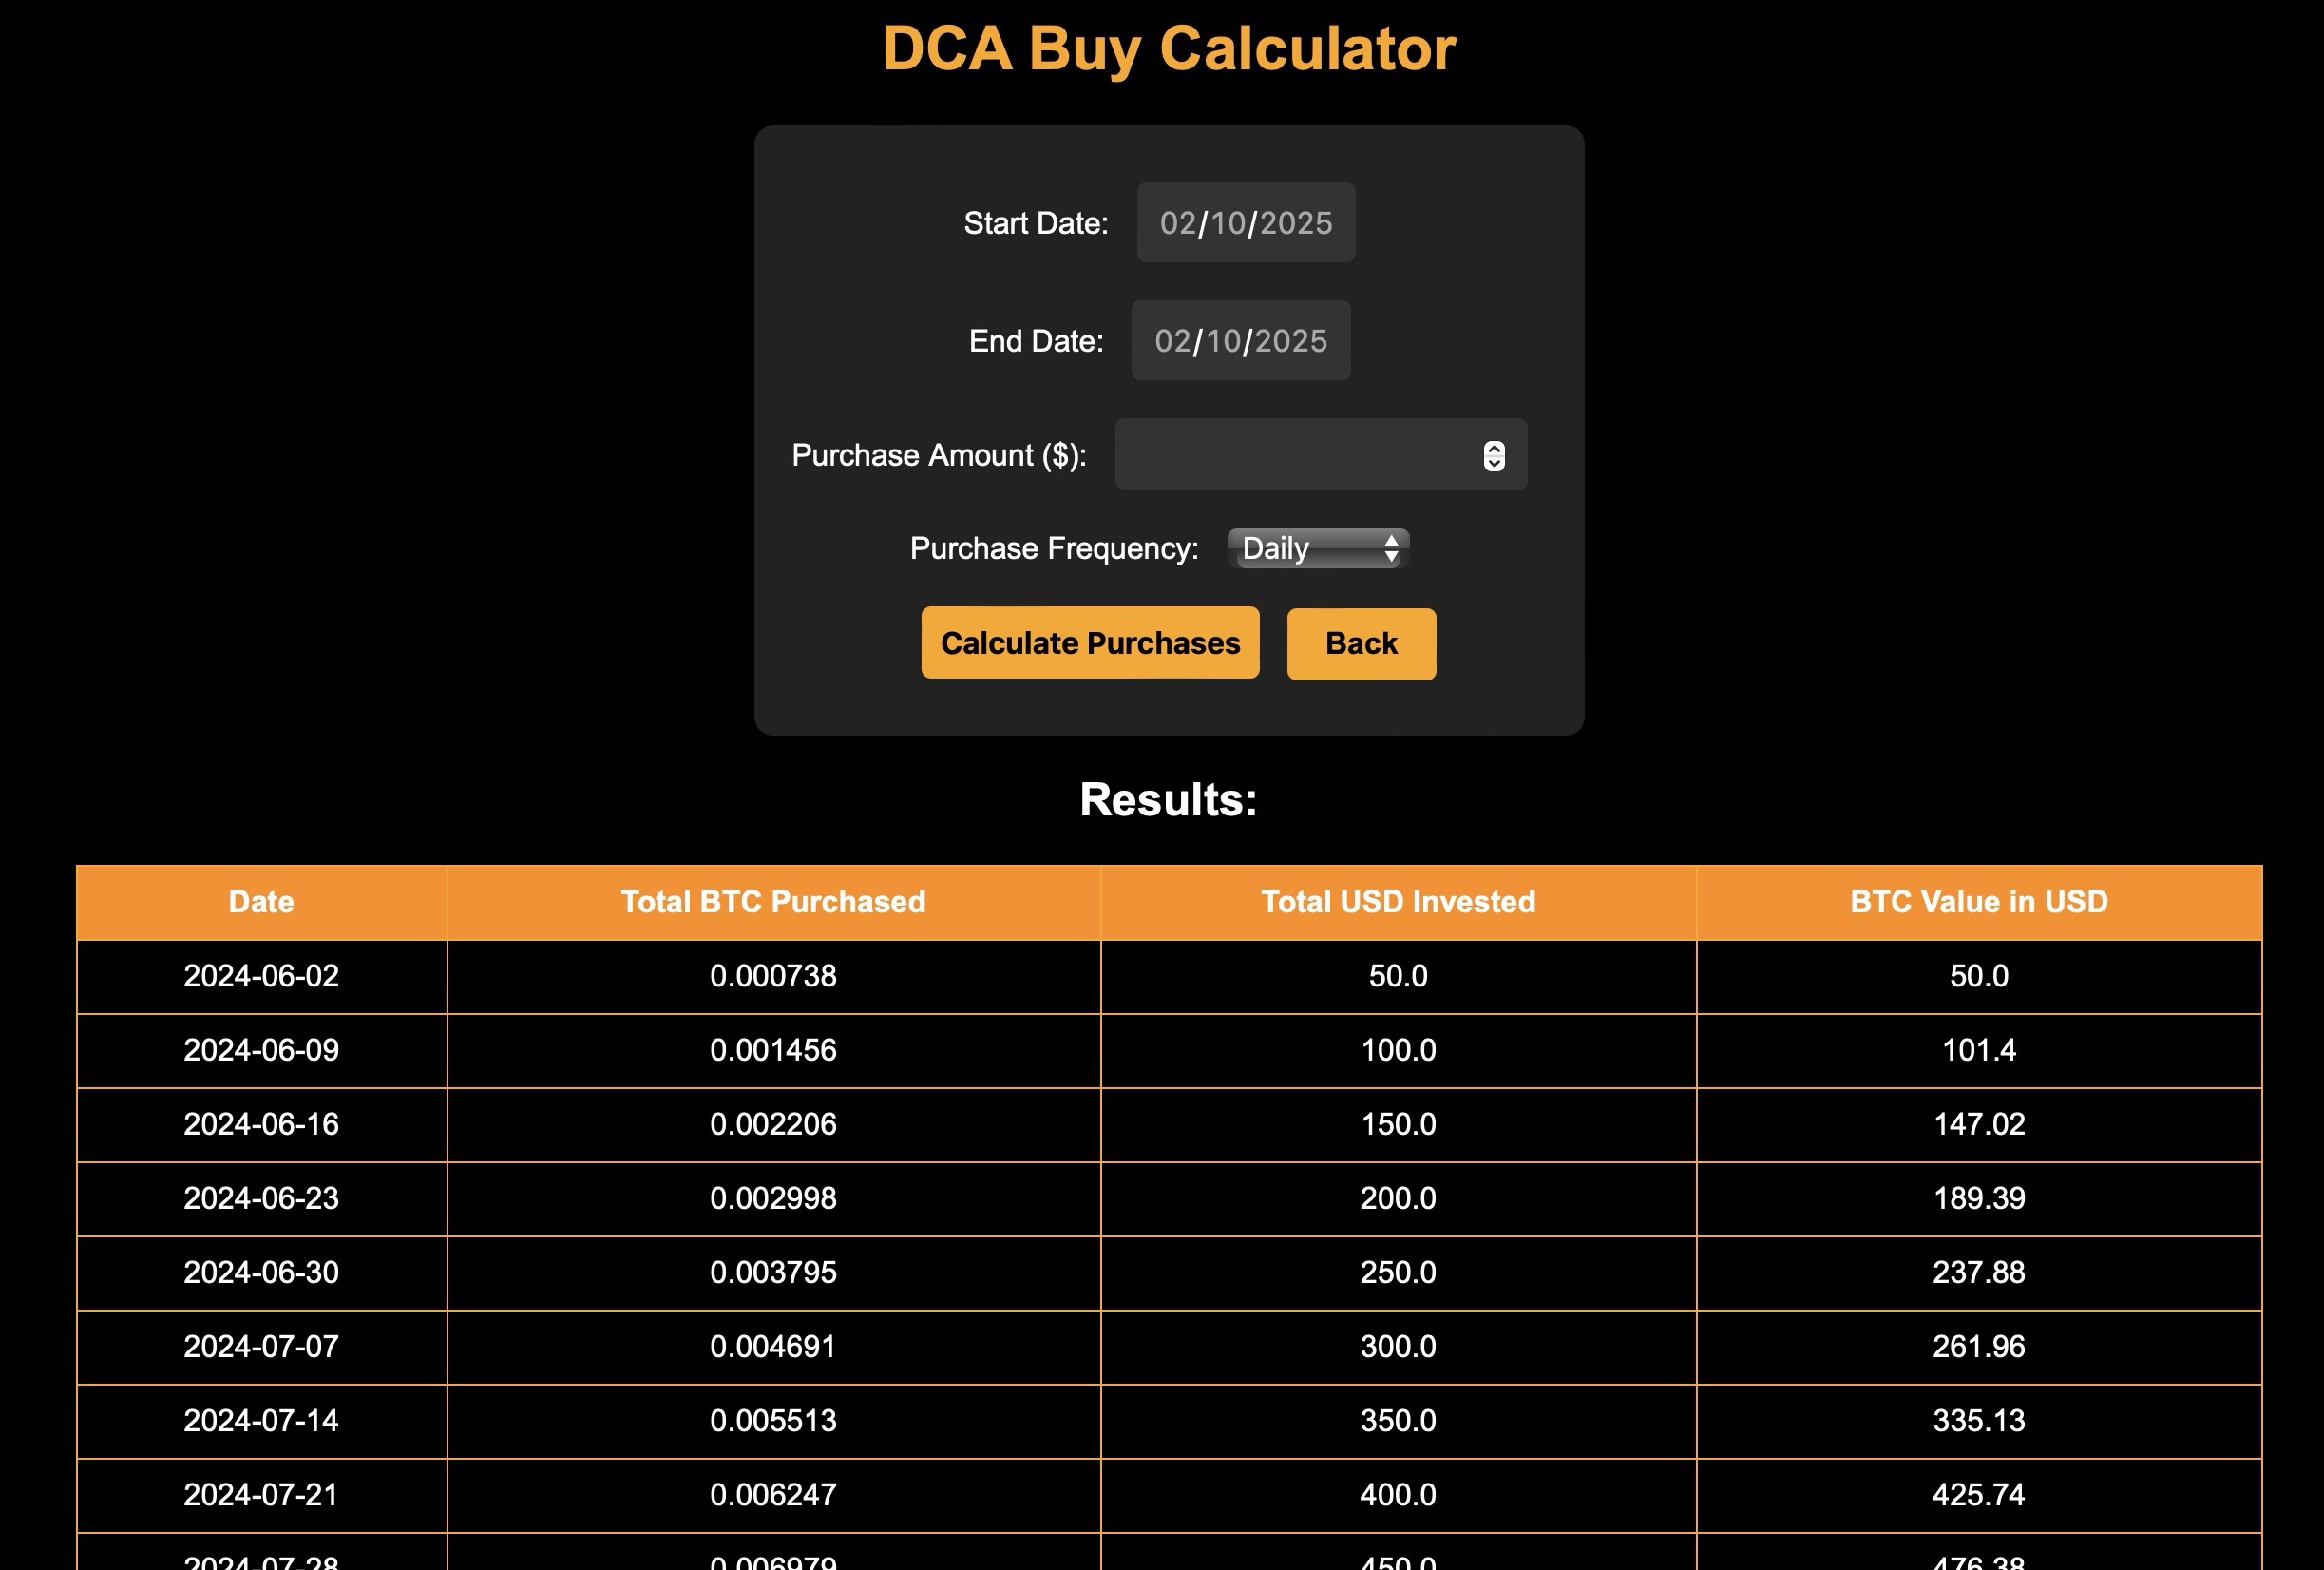 DCA Buy Calculator
Start Date: 02/10/2025
End Date: 02/10/2025
Purchase Amount ($):
Purchase Frequency: Daily
Calculate Purchases Back
Results:
Date Total BTC Purchased Total USD Invested BTC Value in USD
2024-06-02 0.000738 50.0 50.0
2024-06-09 0.001456 100.0 101.4
2024-06-16 0.002206 150.0 147.02
2024-06-23 0.002998 200.0 189.39
2024-06-30 0.003795 250.0 237.88
2024-07-07 0.004691 300.0 261.96
2024-07-14 0.005513 350.0 335.13
2024-07-21 0.006247 400.0 425.74
2024-07-28 0.006979 450.0 476.38